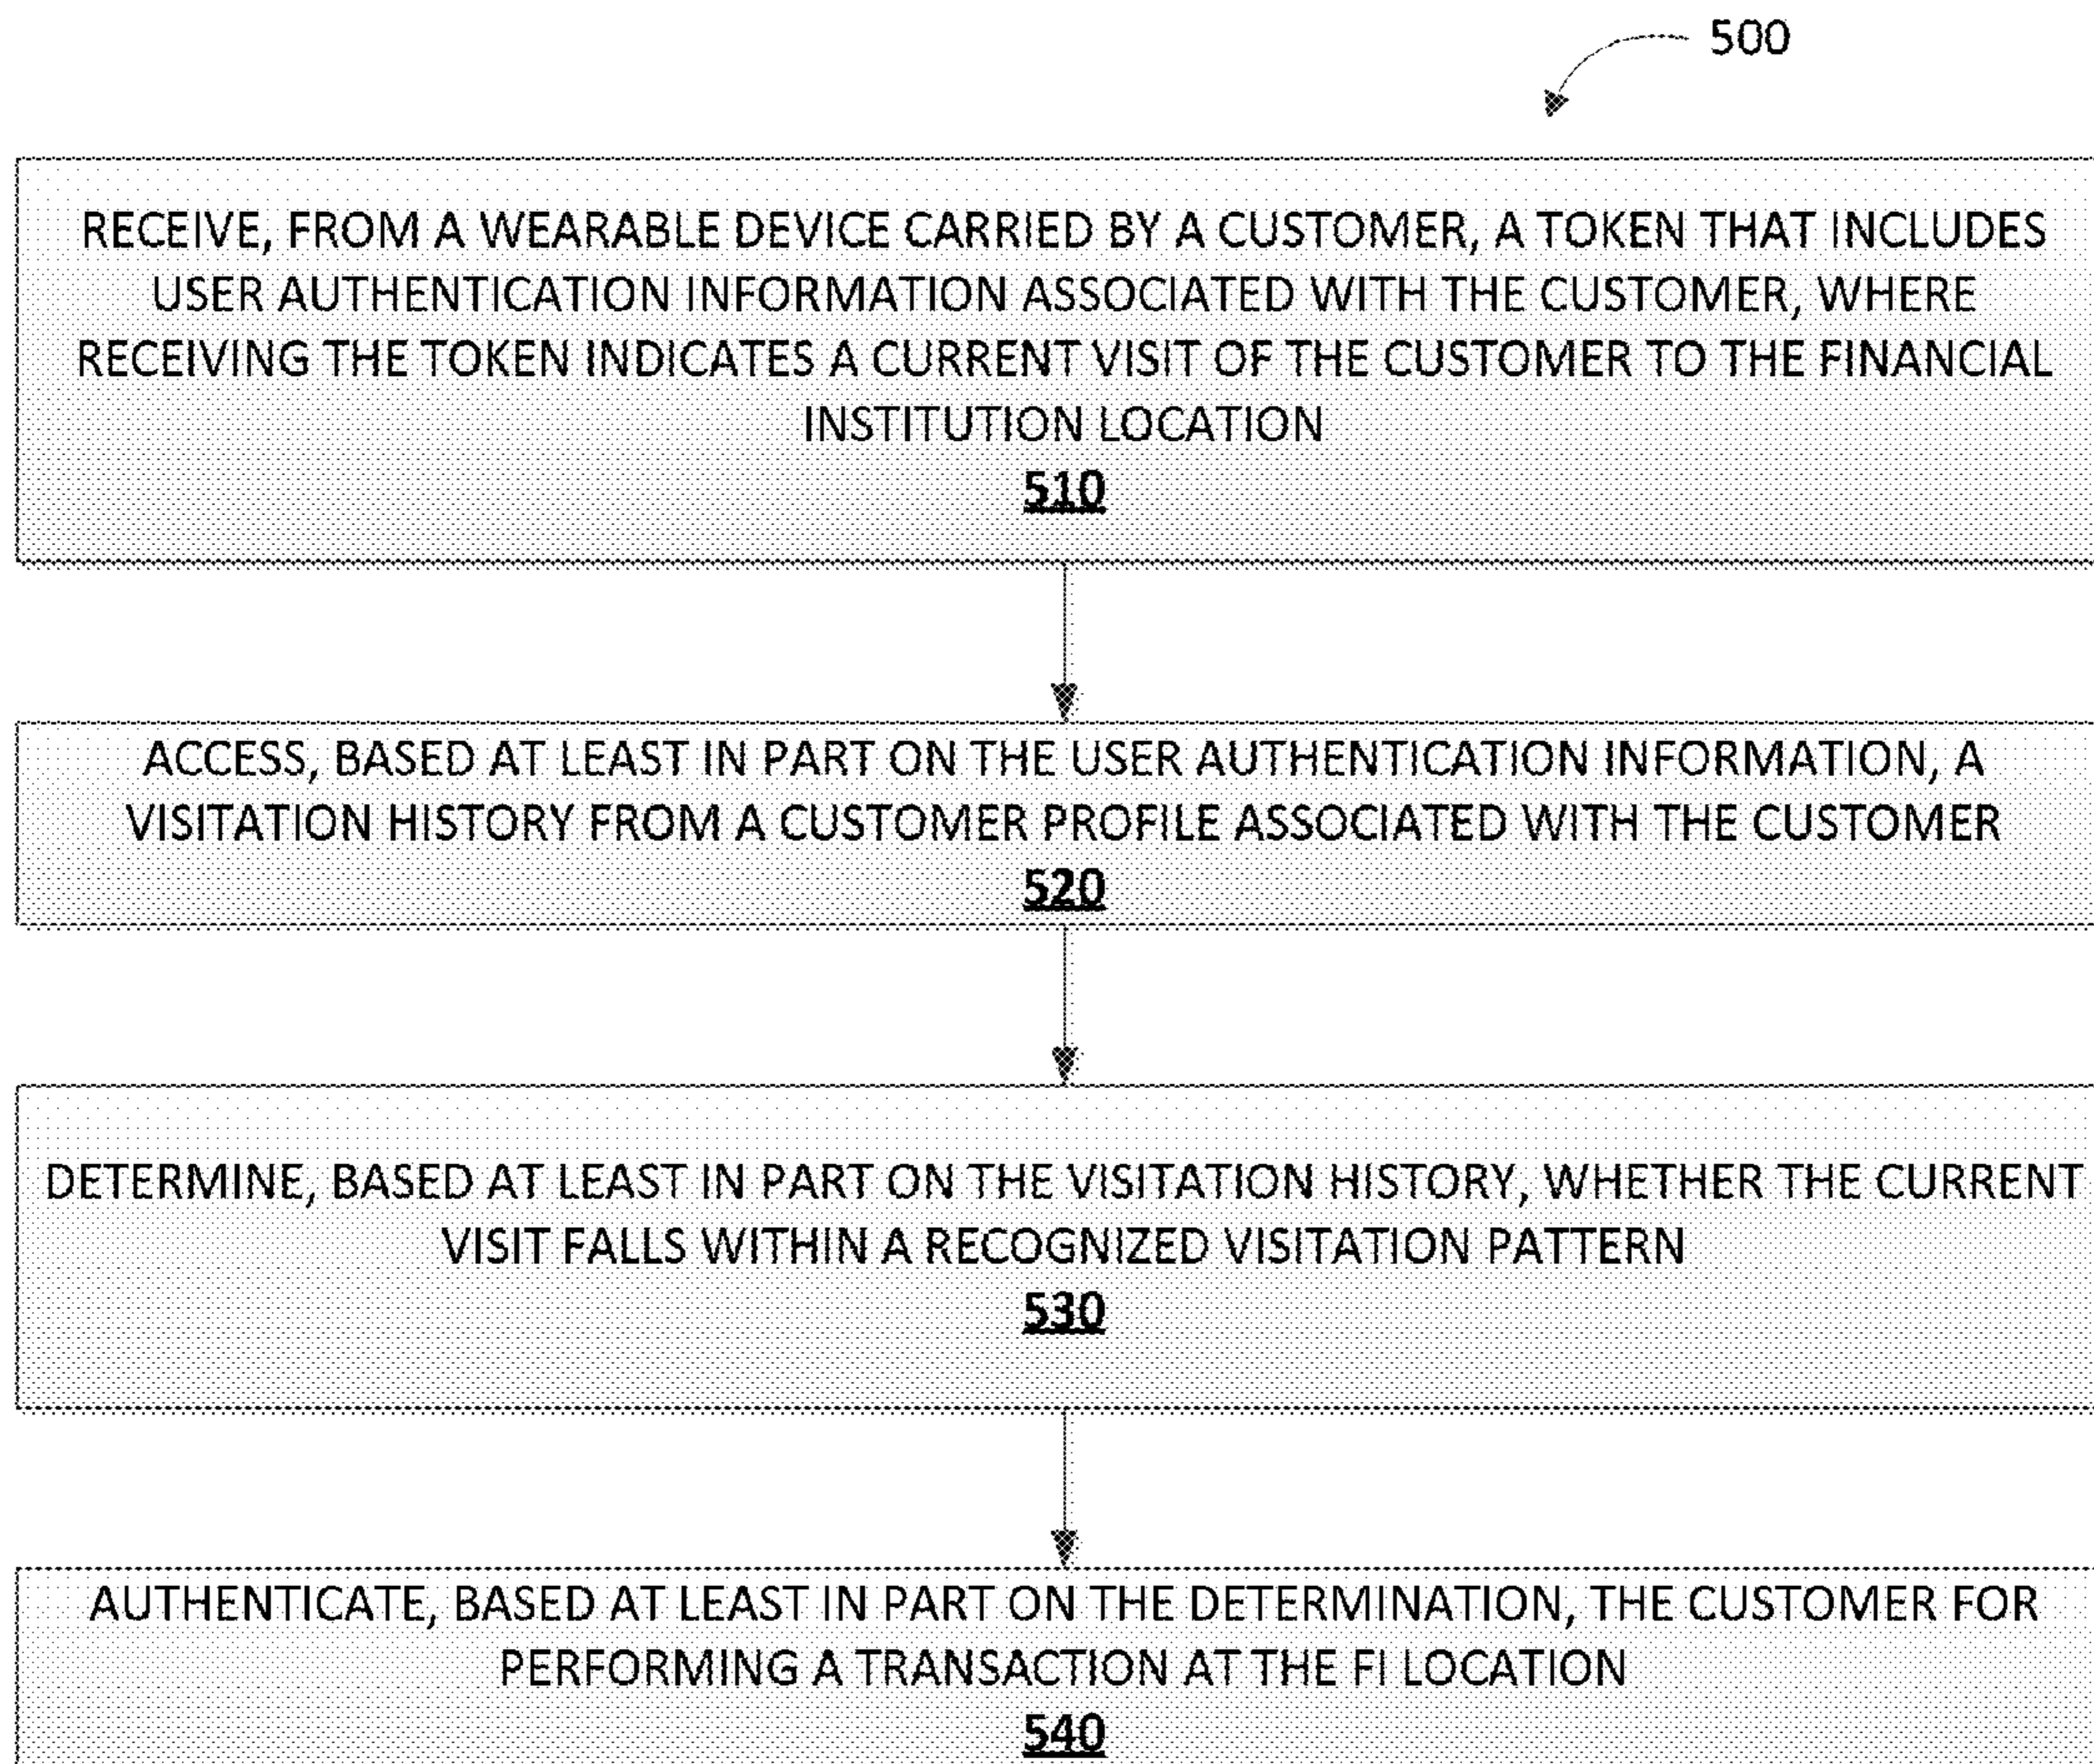 500
RECEIVE, FROM A WEARABLE DEVICE CARRIED BY A CUSTOMER, A TOKEN THAT INCLUDES
USER AUTHENTICATION INFORMATION ASSOCIATED WITH THE CUSTOMER, WHERE
RECEIVING THE TOKEN INDICATES A CURRENT VISIT OF THE CUSTOMER TO THE FINANCIAL
INSTITUTION LOCATION
510
ACCESS, BASED AT LEAST IN PART ON THE USER AUTHENTICATION INFORMATION, A
VISITATION HISTORY FROM A CUSTOMER PROFILE ASSOCIATED WITH THE CUSTOMER
520
DETERMINE, BASED AT LEAST IN PART ON THE VISITATION HISTORY, WHETHER THE CURRENT
VISIT FALLS WITHIN A RECOGNIZED VISITATION PATTERN
530
AUTHENTICATE, BASED AT LEAST IN PART ON THE DETERMINATION, THE CUSTOMER FOR
PERFORMING A TRANSACTION AT THE FI LOCATION
540